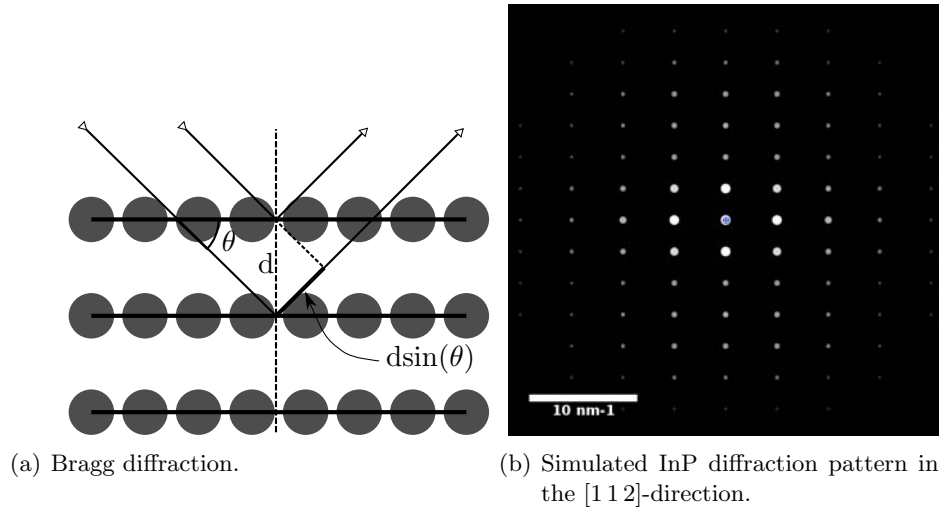 θ
d
dsin(θ)
10 nm-1
(a) Bragg diffraction.
(b) Simulated InP diffraction pattern in
the [1 1 2]-direction.